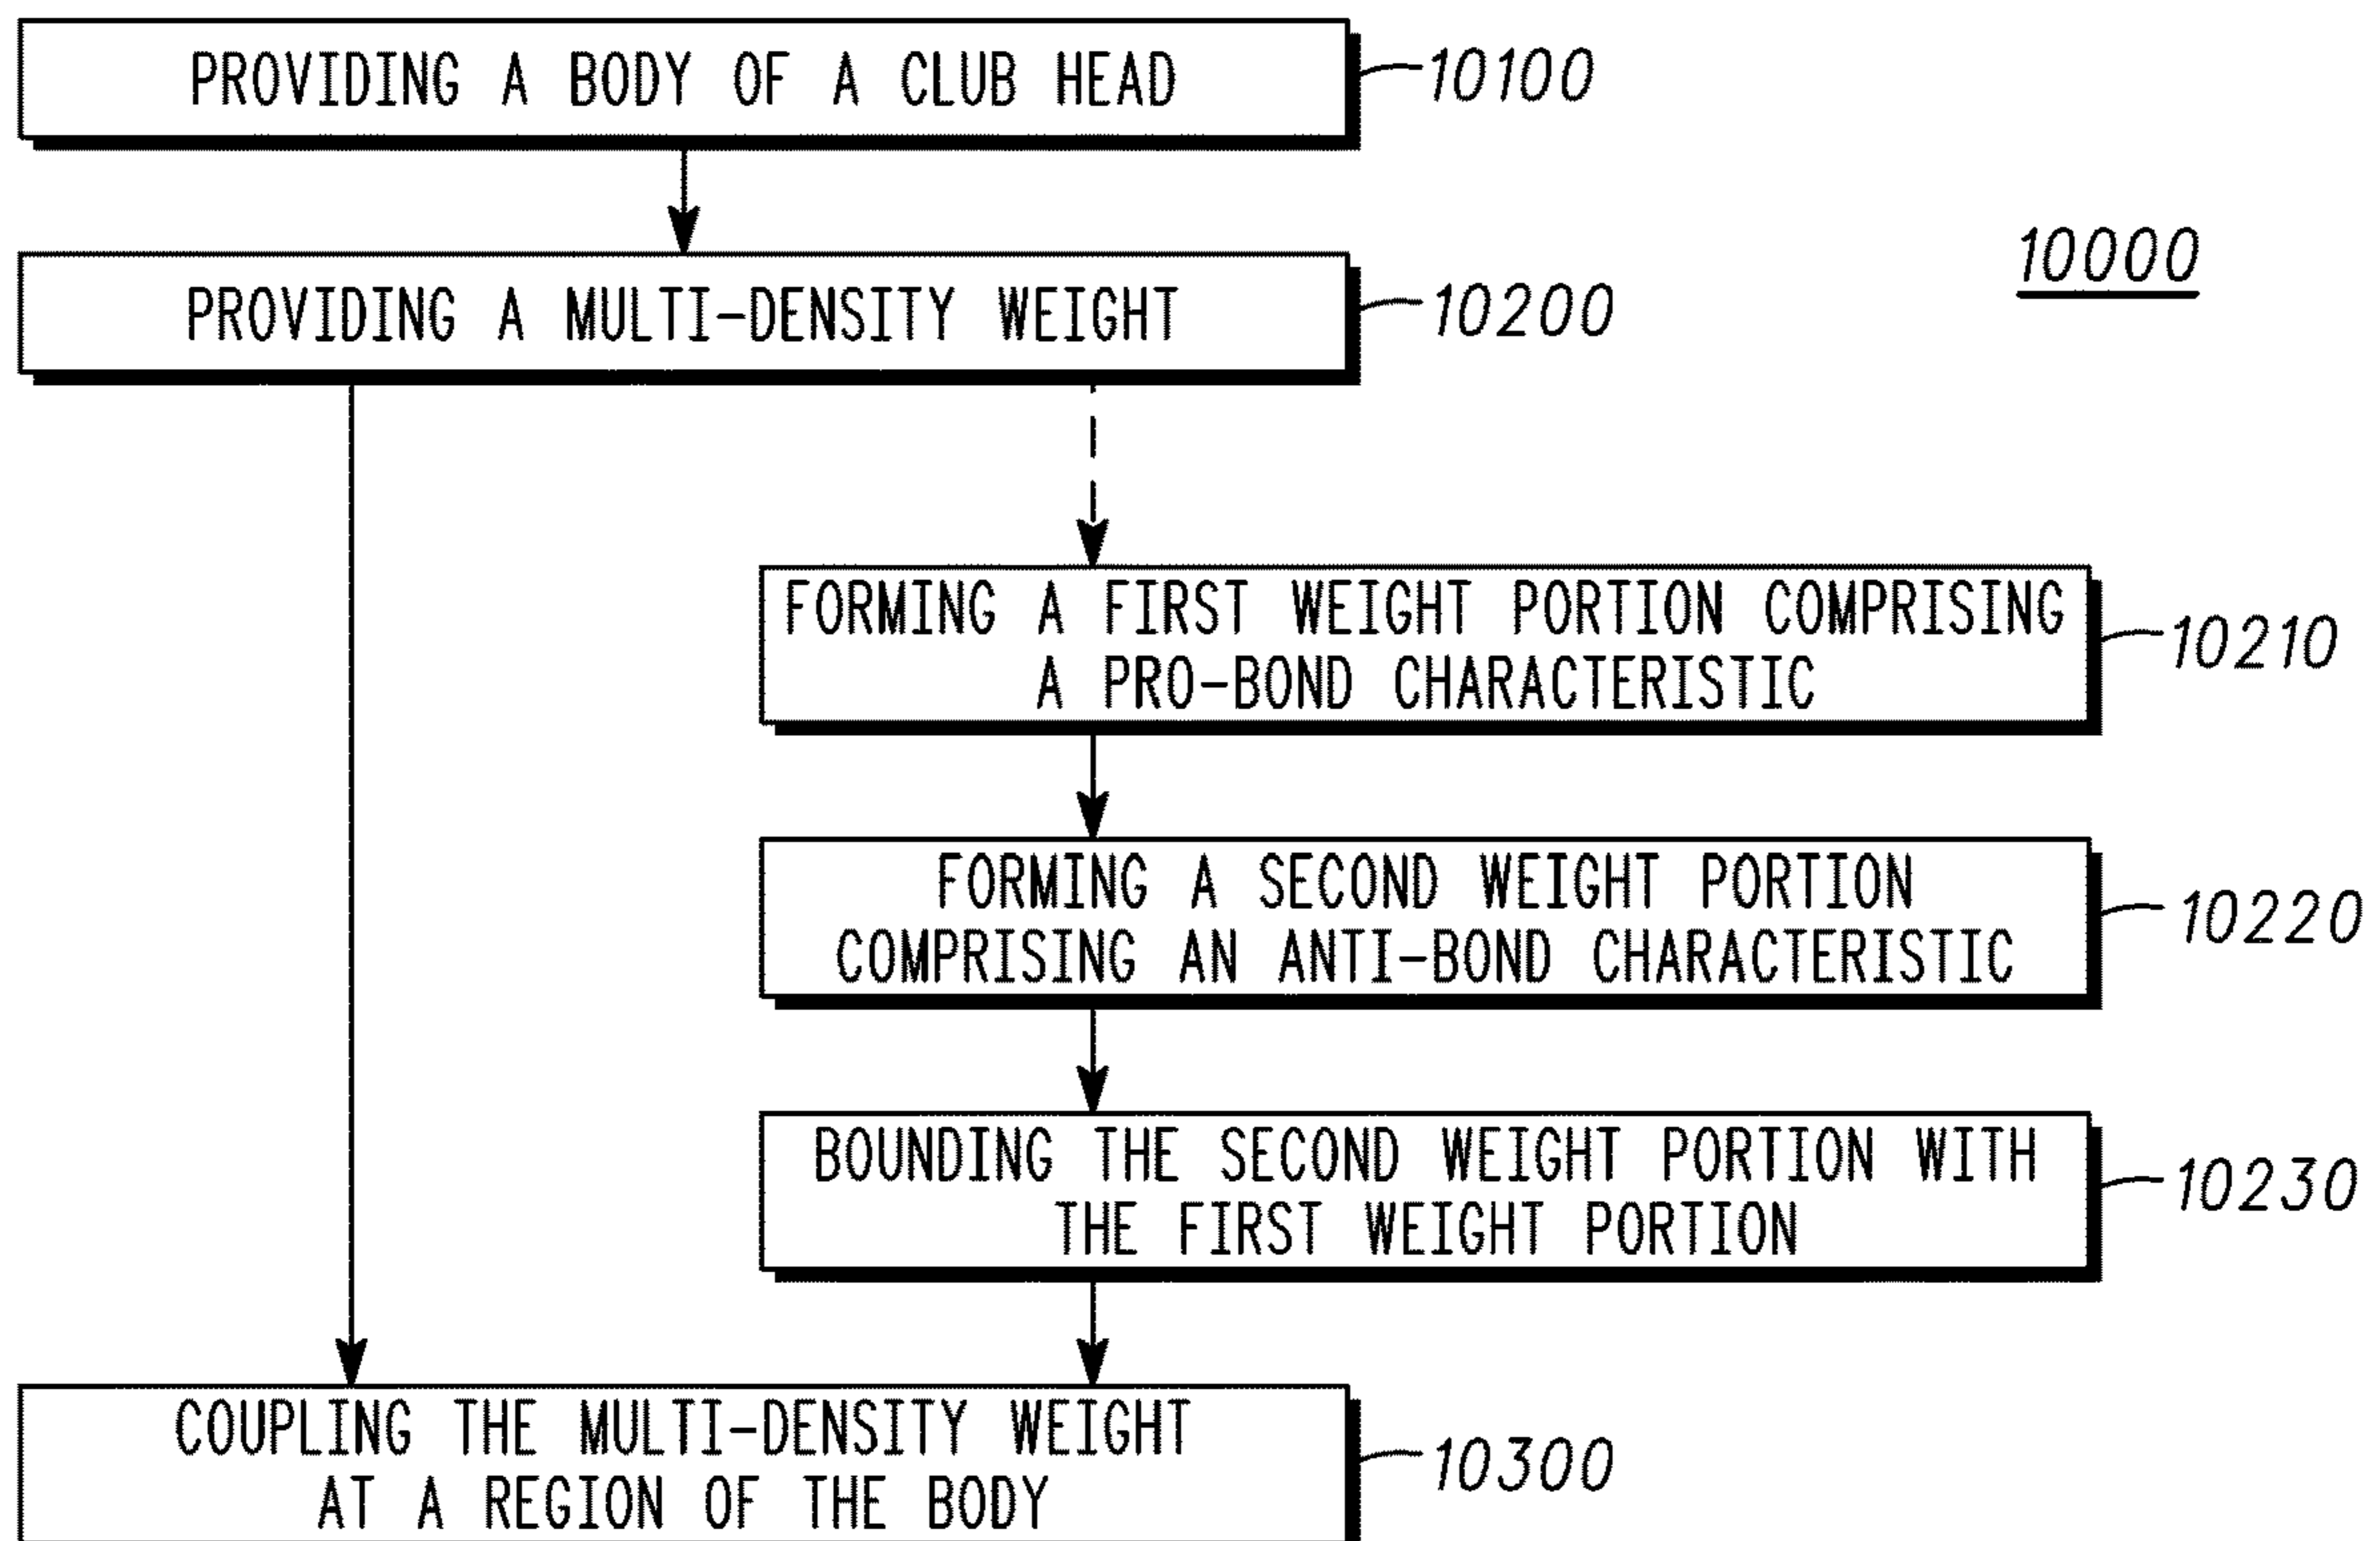 PROVIDING A BODY OF A CLUB HEAD
10100
PROVIDING A MULTI-DENSITY WEIGHT
10200
10000
FORMING A FIRST WEIGHT PORTION COMPRISING
A PRO-BOND CHARACTERISTIC
10210
FORMING A SECOND WEIGHT PORTION
COMPRISING AN ANTI-BOND CHARACTERISTIC
10220
BOUNDING THE SECOND WEIGHT PORTION WITH
THE FIRST WEIGHT PORTION
10230
COUPLING THE MULTI-DENSITY WEIGHT
AT A REGION OF THE BODY
10300